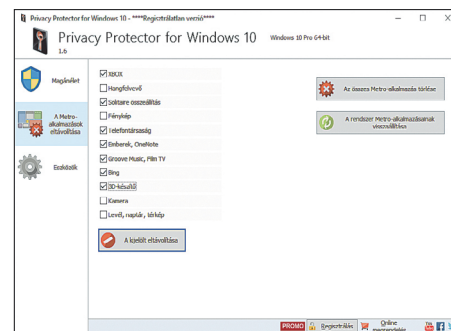 Privacy Protector for Windows 10 - ****Regisztrálatlan verzió****
Privacy Protector for Windows 10
Windows 10 Pro 64-bit
1.6
Magánélet
A Metro-
alkalmazások
eltávolítása
Eszközök
XBOX
Hangfelvevő
Solitaire összeállítás
Fénykép
Telefontársaság
Emberek, OneNote
Groove Music, Film TV
Bing
3D-készítő
Kamera
Levél, naptár, térkép
A kijelölt eltávolítása
Az összes Metro-alkalmazás törlése
A rendszer Metro-alkalmazásainak
visszaállítása
PROMO
Regisztrálás
Online
megrendelés